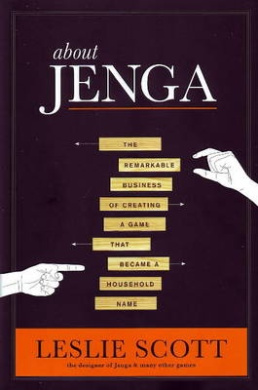 about
JENGA
THE
REMARKABLE
BUSINESS
OF CREATING
A GAME
THAT
BECAME A
HOUSEHOLD
NAME
LESLIE SCOTT
the designer of Jenga & many other games